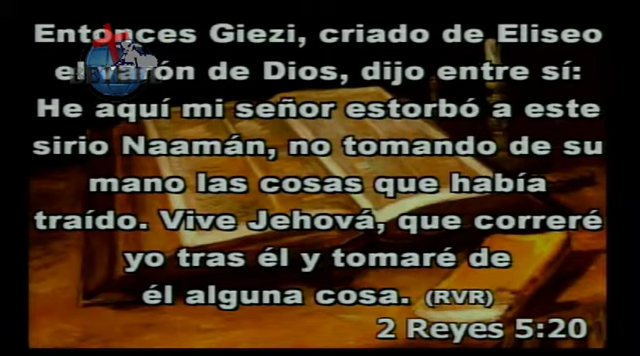 Entonces Giezi, criado de Eliseo
el varón de Dios, dijo entre sí:
He aquí mi señor estorbó a este
sirio Naamán, no tomando de su
mano las cosas que había
traído. Vive Jehová, que correré
yo tras él y tomaré de
él alguna cosa. (RVR)
2 Reyes 5:20